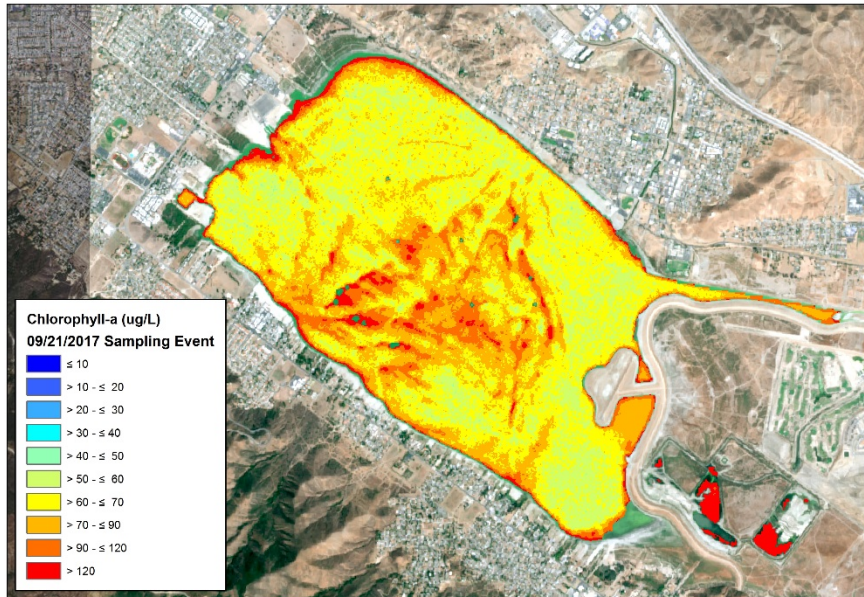 Chlorophyll-a (ug/L)
09/21/2017 Sampling Event
≤ 10
> 10 - ≤ 20
> 20 - ≤ 30
> 30 - ≤ 40
> 40 - ≤ 50
> 50 - ≤ 60
> 60 - ≤ 70
> 70 - ≤ 90
> 90 - ≤ 120
> 120